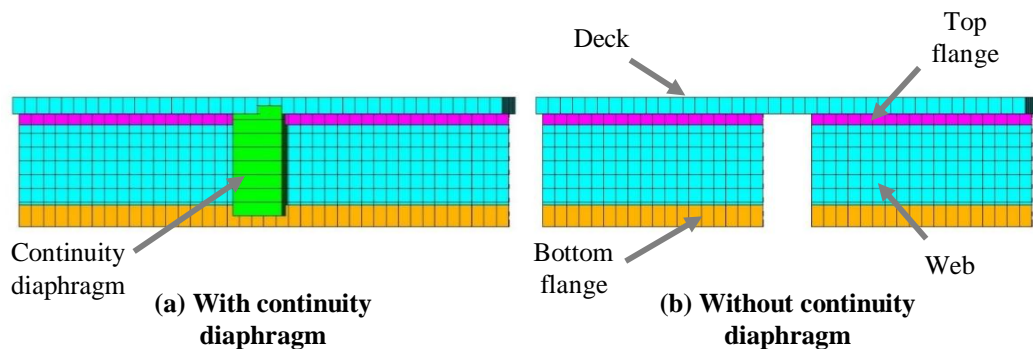 Deck
Top
flange
Continuity
diaphragm
Bottom
flange
Web
(a) With continuity
diaphragm
(b) Without continuity
diaphragm